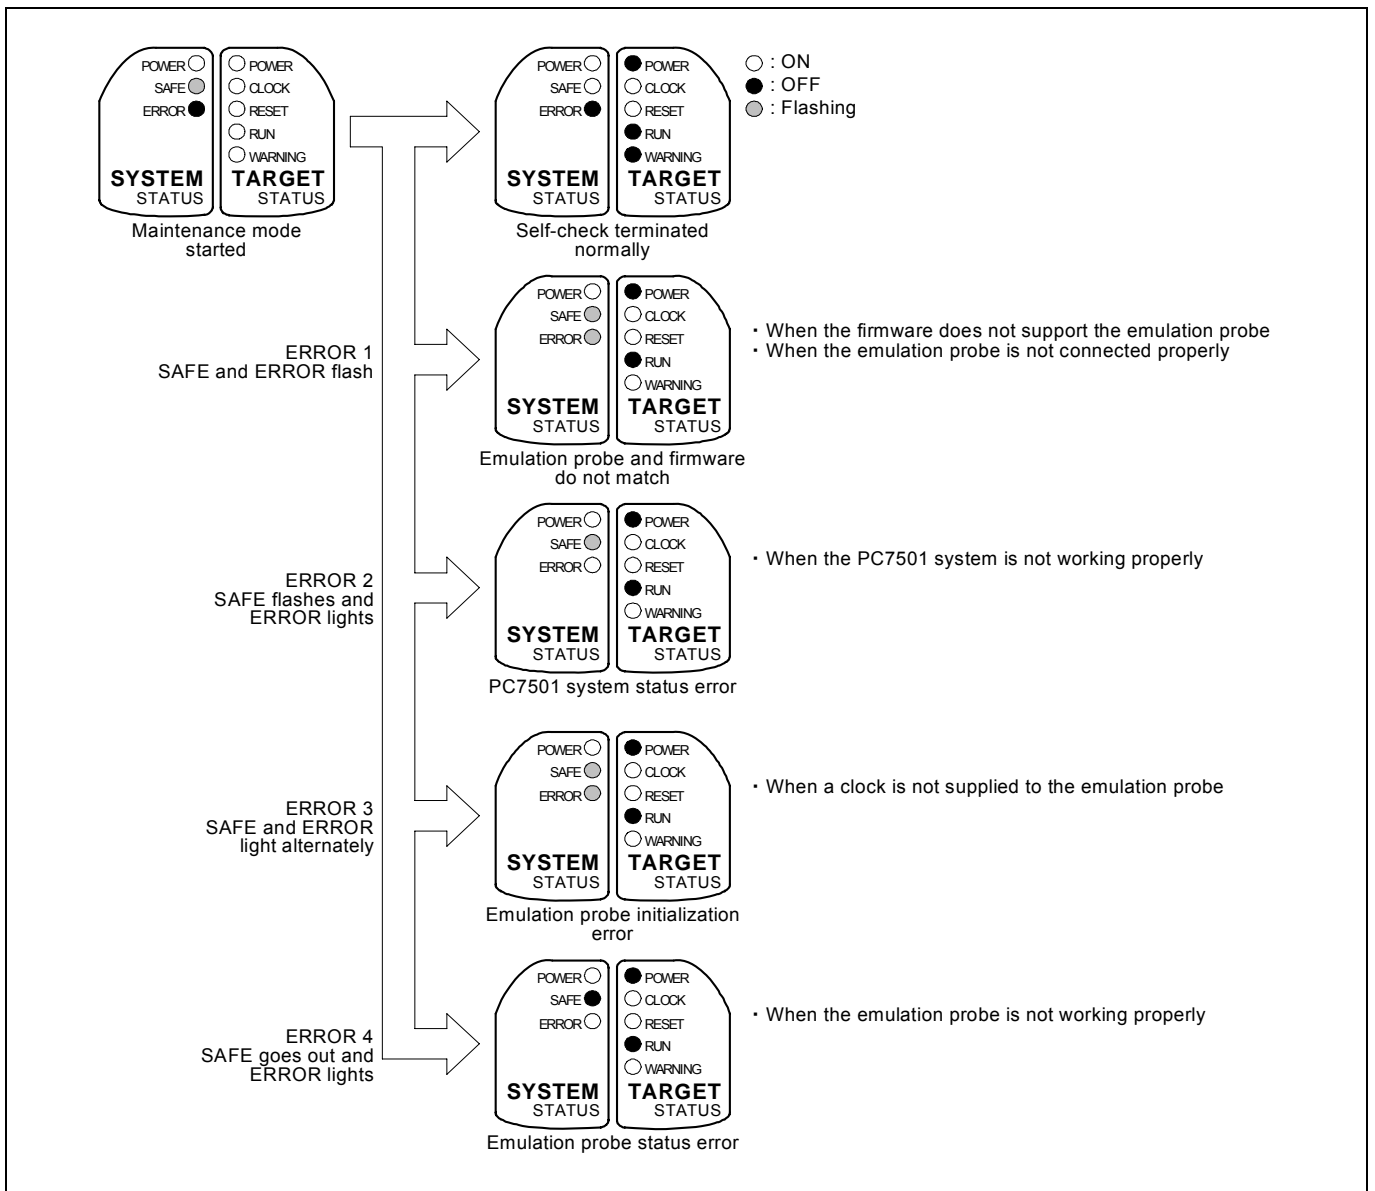 POWER
SAFE
ERROR
SYSTEM
STATUS
POWER
CLOCK
RESET
RUN
WARNING
TARGET
STATUS
Maintenance mode
started
POWER
SAFE
ERROR
SYSTEM
STATUS
POWER
CLOCK
RESET
RUN
WARNING
TARGET
STATUS
Self-check terminated
normally
: ON
: OFF
: Flashing
ERROR 1
SAFE and ERROR flash
POWER
SAFE
ERROR
SYSTEM
STATUS
POWER
CLOCK
RESET
RUN
WARNING
TARGET
STATUS
Emulation probe and firmware
do not match
・When the firmware does not support the emulation probe
・When the emulation probe is not connected properly
ERROR 2
SAFE flashes and
ERROR lights
POWER
SAFE
ERROR
SYSTEM
STATUS
POWER
CLOCK
RESET
RUN
WARNING
TARGET
STATUS
PC7501 system status error
・When the PC7501 system is not working properly
ERROR 3
SAFE and ERROR
light alternately
POWER
SAFE
ERROR
SYSTEM
STATUS
POWER
CLOCK
RESET
RUN
WARNING
TARGET
STATUS
Emulation probe initialization
error
・When a clock is not supplied to the emulation probe
ERROR 4
SAFE goes out and
ERROR lights
POWER
SAFE
ERROR
SYSTEM
STATUS
POWER
CLOCK
RESET
RUN
WARNING
TARGET
STATUS
Emulation probe status error
・When the emulation probe is not working properly